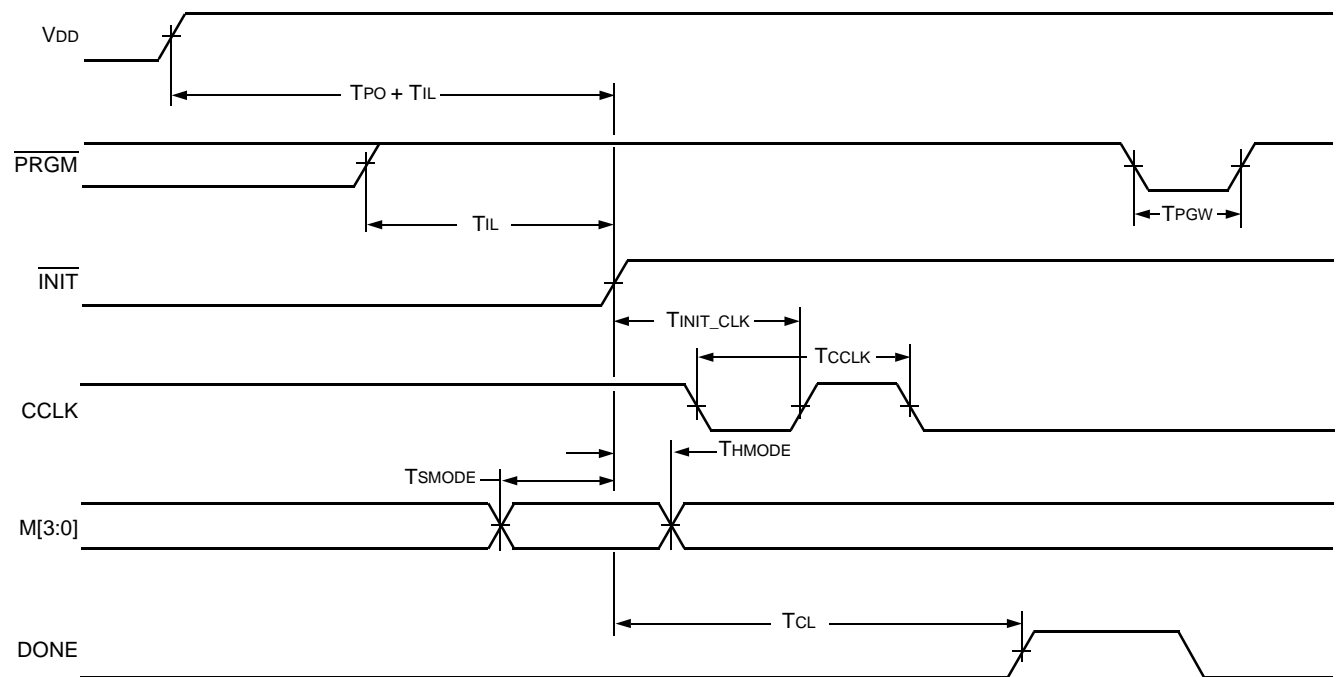 VDD
TPO + TIL
PRGM
TIL
TPGW
INIT
TINIT_CLK
TCCLK
CCLK
THMODE
TSMODE
M[3:0]
TCL
DONE